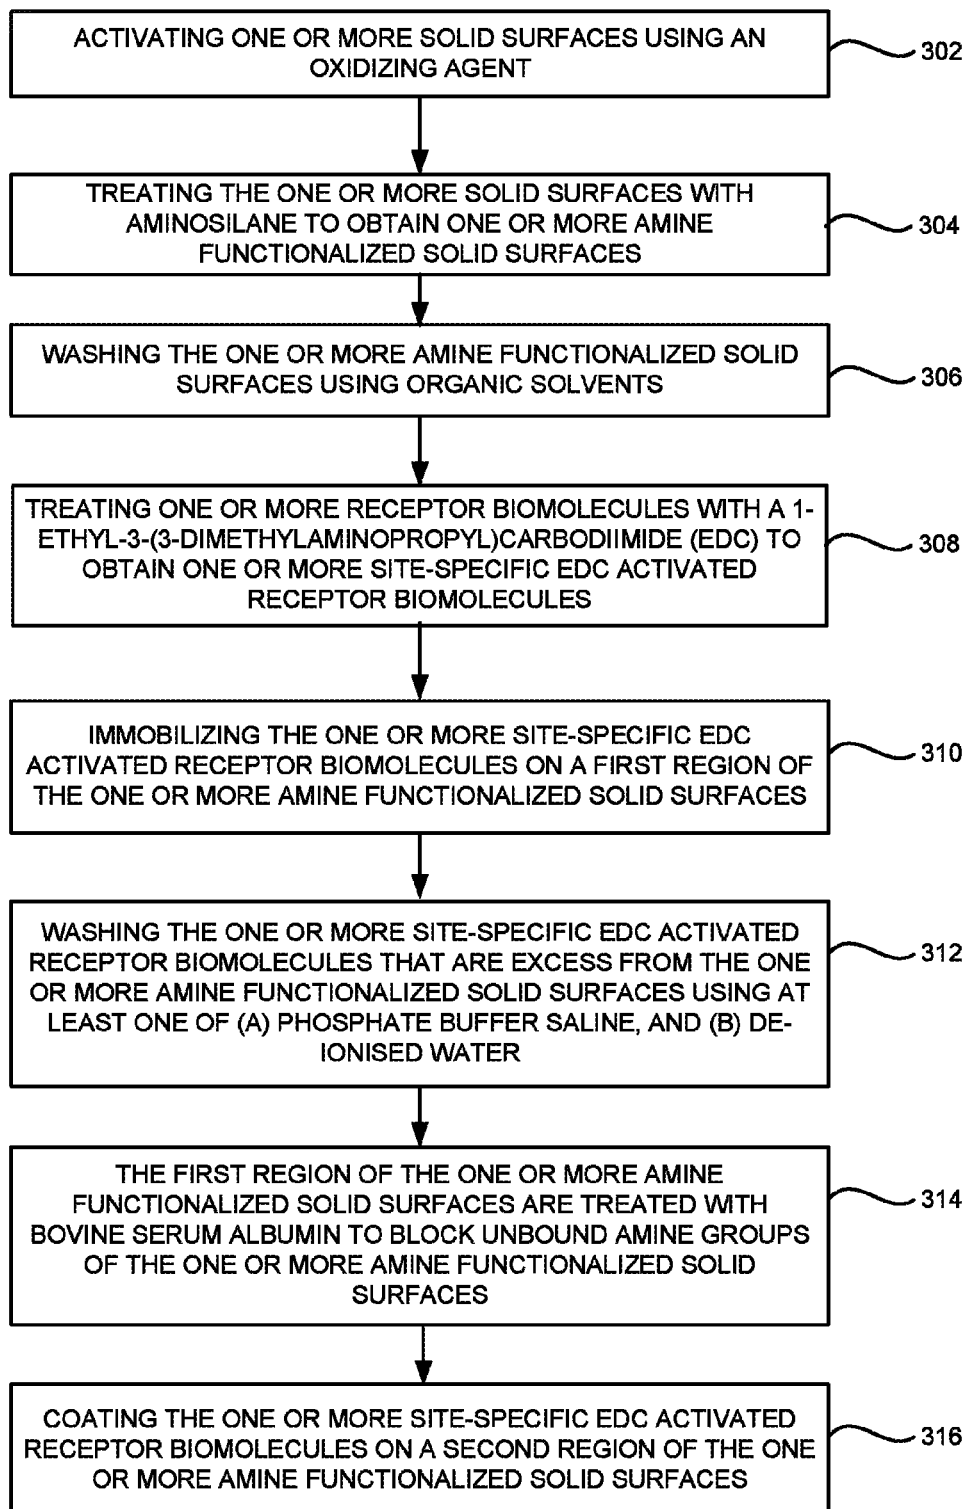 ACTIVATING ONE OR MORE SOLID SURFACES USING AN
OXIDIZING AGENT
302
TREATING THE ONE OR MORE SOLID SURFACES WITH
AMINOSILANE TO OBTAIN ONE OR MORE AMINE
FUNCTIONALIZED SOLID SURFACES
304
WASHING THE ONE OR MORE AMINE FUNCTIONALIZED SOLID
SURFACES USING ORGANIC SOLVENTS
306
TREATING ONE OR MORE RECEPTOR BIOMOLECULES WITH A 1-
ETHYL-3-(3-DIMETHYLAMINOPROPYL)CARBODIIMIDE (EDC) TO
OBTAIN ONE OR MORE SITE-SPECIFIC EDC ACTIVATED
RECEPTOR BIOMOLECULES
308
IMMOBILIZING THE ONE OR MORE SITE-SPECIFIC EDC
ACTIVATED RECEPTOR BIOMOLECULES ON A FIRST REGION OF
THE ONE OR MORE AMINE FUNCTIONALIZED SOLID SURFACES
310
WASHING THE ONE OR MORE SITE-SPECIFIC EDC ACTIVATED
RECEPTOR BIOMOLECULES THAT ARE EXCESS FROM THE ONE
OR MORE AMINE FUNCTIONALIZED SOLID SURFACES USING AT
LEAST ONE OF (A) PHOSPHATE BUFFER SALINE, AND (B) DE-
IONISED WATER
312
THE FIRST REGION OF THE ONE OR MORE AMINE
FUNCTIONALIZED SOLID SURFACES ARE TREATED WITH
BOVINE SERUM ALBUMIN TO BLOCK UNBOUND AMINE GROUPS
OF THE ONE OR MORE AMINE FUNCTIONALIZED SOLID
SURFACES
314
COATING THE ONE OR MORE SITE-SPECIFIC EDC ACTIVATED
RECEPTOR BIOMOLECULES ON A SECOND REGION OF THE ONE
OR MORE AMINE FUNCTIONALIZED SOLID SURFACES
316